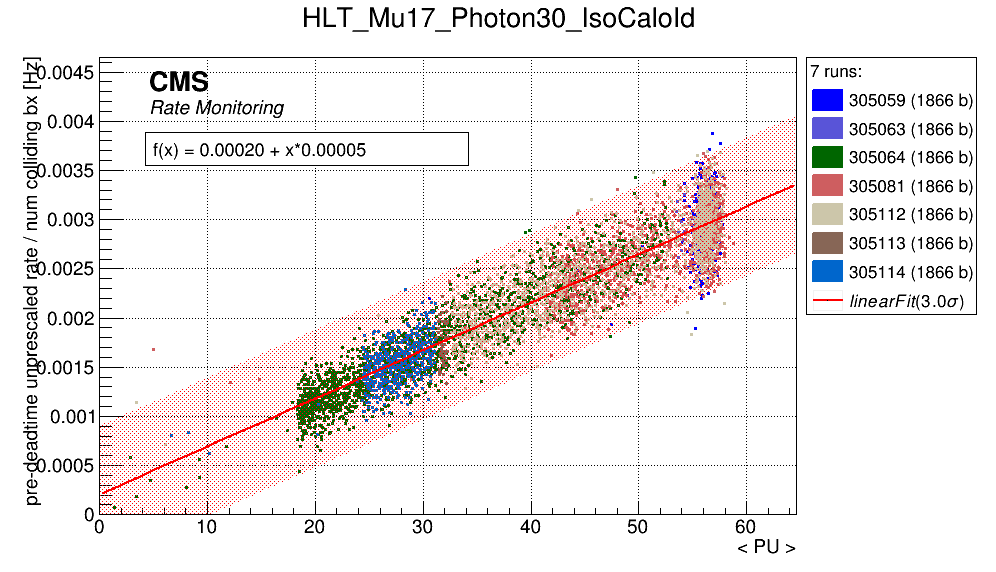 HLT_Mu17_Photon30_IsoCaloId
pre-deadtime unprescaled rate / num colliding bx [Hz]
0.0045
0.004
0.0035
0.003
0.0025
0.002
0.0015
0.001
0.0005
0
CMS
Rate Monitoring
f(x) = 0.00020 + x*0.00005
0 10 20 30 40 50 60
< PU >
7 runs:
305059 (1866 b)
305063 (1866 b)
305064 (1866 b)
305081 (1866 b)
305112 (1866 b)
305113 (1866 b)
305114 (1866 b)
linearFit(3.0σ)